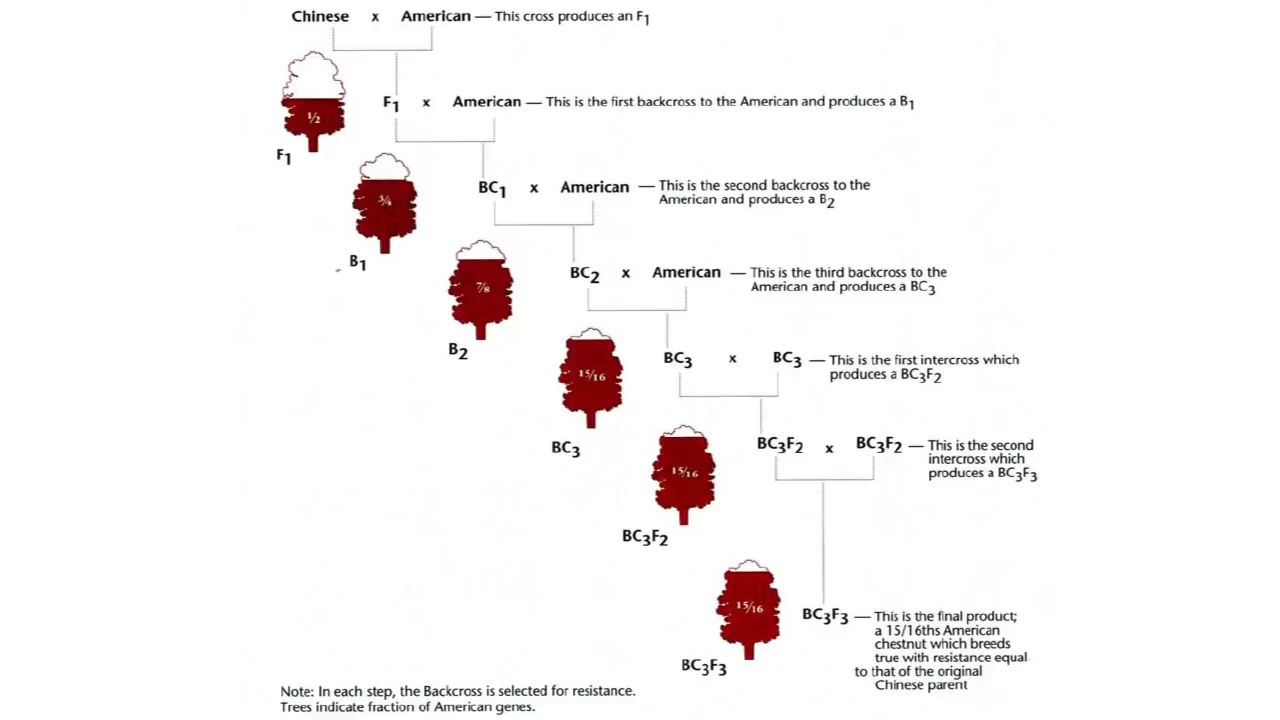 Chinese x American — This cross produces an F1
1/2
F1 x American — This is the first backcross to the American and produces a B1
F1
3/4
BC1 x American — This is the second backcross to the
American and produces a B2
B1
7/8
BC2 x American — This is the third backcross to the
American and produces a BC3
B2
15/16
BC3 x BC3 — This is the first intercross which
produces a BC3F2
BC3
15/16
BC3F2 x BC3F2 — This is the second
intercross which
produces a BC3F3
BC3F2
15/16
BC3F3 — This is the final product;
a 15/16ths American
chestnut which breeds
true with resistance equal
to that of the original
Chinese parent
BC3F3
Note: In each step, the Backcross is selected for resistance.
Trees indicate fraction of American genes.